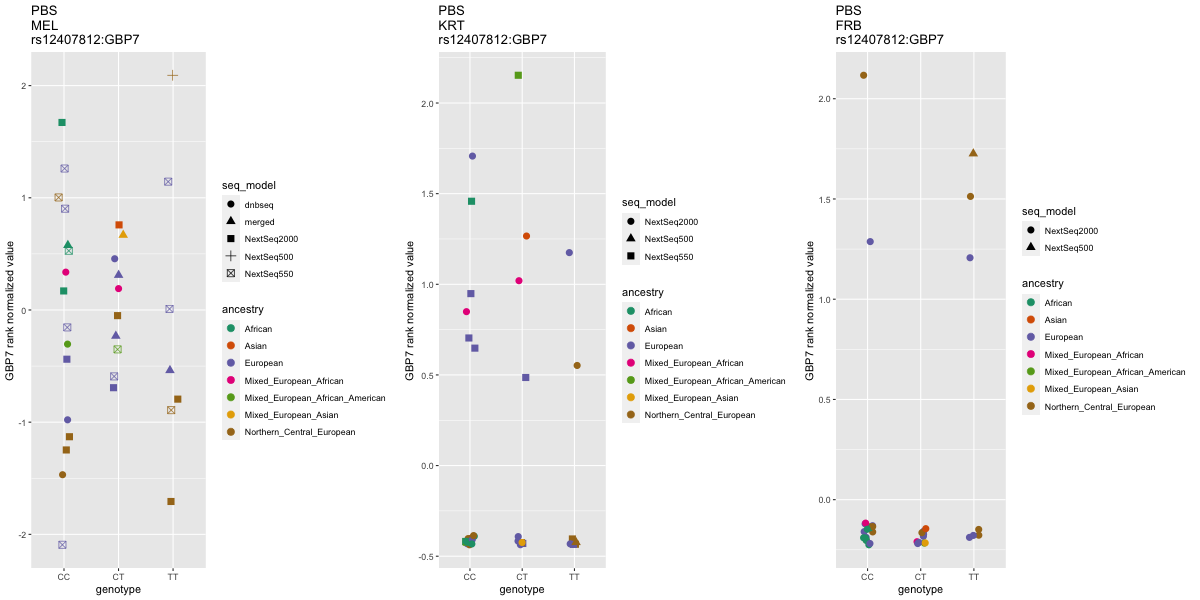 PBS
MEL
rs12407812:GBP7
GBP7 rank normalized value
2
1
0
-1
-2
CC
CT
TT
genotype
seq_model
dnbseq
merged
NextSeq2000
NextSeq500
NextSeq550
ancestry
African
Asian
European
Mixed_European_African
Mixed_European_African_American
Mixed_European_Asian
Northern_Central_European
PBS
KRT
rs12407812:GBP7
GBP7 rank normalized value
2.0
1.5
1.0
0.5
0.0
-0.5
CC
CT
TT
genotype
seq_model
NextSeq2000
NextSeq500
NextSeq550
ancestry
African
Asian
European
Mixed_European_African
Mixed_European_African_American
Mixed_European_Asian
Northern_Central_European
PBS
FRB
rs12407812:GBP7
GBP7 rank normalized value
2.0
1.5
1.0
0.5
0.0
CC
CT
TT
genotype
seq_model
NextSeq2000
NextSeq500
ancestry
African
Asian
European
Mixed_European_African
Mixed_European_African_American
Mixed_European_Asian
Northern_Central_European